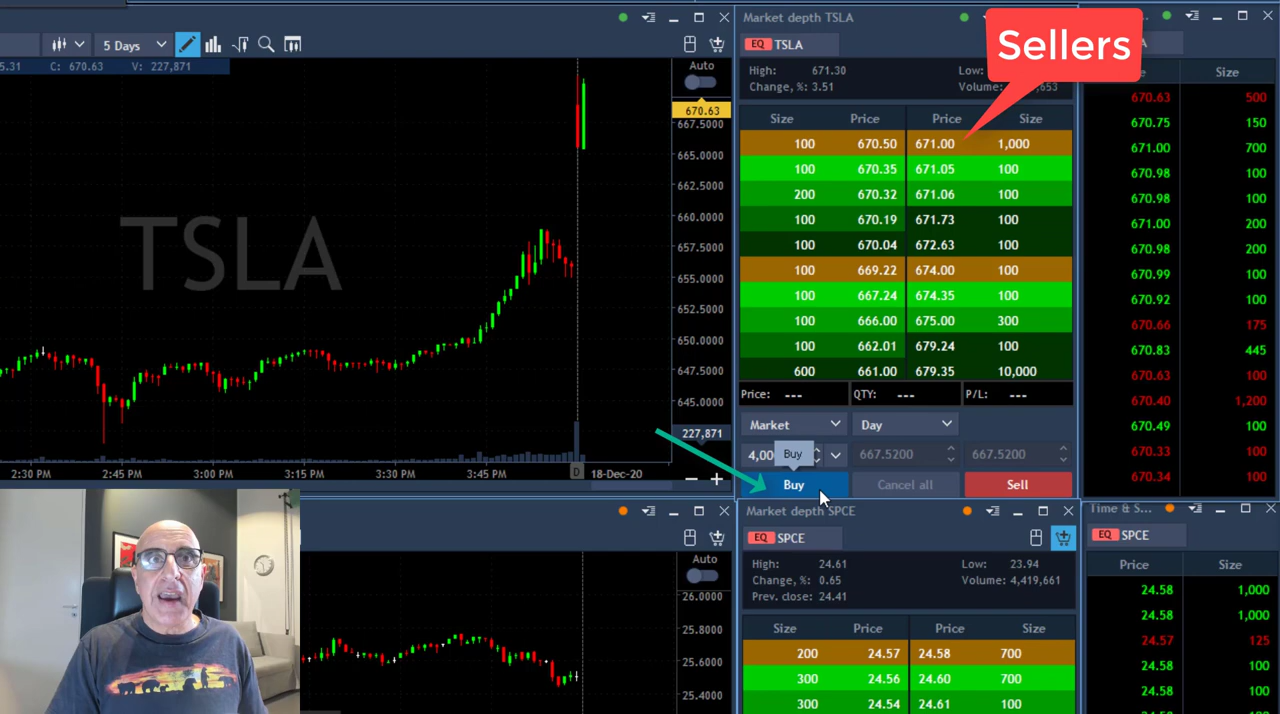 5 Days
5.31 C: 670.63 V: 227,871
TSLA
2:30 PM 2:45 PM 3:00 PM 3:15 PM 3:30 PM 3:45 PM D 18-Dec-20
Auto
670.63
667.5000
665.0000
662.5000
660.0000
657.5000
655.0000
652.5000
650.0000
647.5000
645.0000
227,871
Market depth TSLA
EQ TSLA
High: 671.30 Low:
Change, %: 3.51 Volume:
Sellers
Size Price Price Size
100 670.50 671.00 1,000
100 670.35 671.05 100
200 670.32 671.06 100
100 670.19 671.73 100
100 670.04 672.63 100
100 669.22 674.00 100
100 667.24 674.35 100
100 666.00 675.00 300
100 662.01 679.24 100
600 661.00 679.35 10,000
Price: --- QTY: --- P/L: ---
Market Day
4,00 Buy 667.5200 667.5200
Buy Cancel all Sell
Size
670.63 500
670.75 150
671.00 700
670.98 100
670.98 100
671.00 200
670.98 200
670.99 100
670.92 100
670.66 175
670.83 445
670.63 100
670.40 1,200
670.49 100
670.33 100
670.34 100
Auto
26.0000
25.8000
25.6000
25.4000
Market depth SPCE
EQ SPCE
High: 24.61 Low: 23.94
Change, %: 0.65 Volume: 4,419,661
Prev. close: 24.41
Size Price Price Size
200 24.57 24.58 700
300 24.56 24.60 700
300 24.54 24.61 100
Time & S...
EQ SPCE
Price Size
24.58 1,000
24.58 1,000
24.57 125
24.58 100
24.58 100